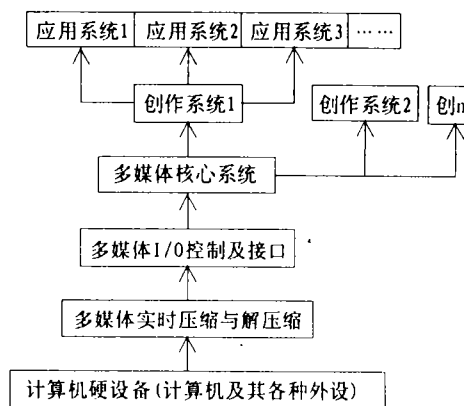 应用系统1 应用系统2 应用系统3 ……
创作系统1 创作系统2 创n
多媒体核心系统
多媒体I/O控制及接口
多媒体实时压缩与解压缩
计算机硬设备(计算机及其各种外设)